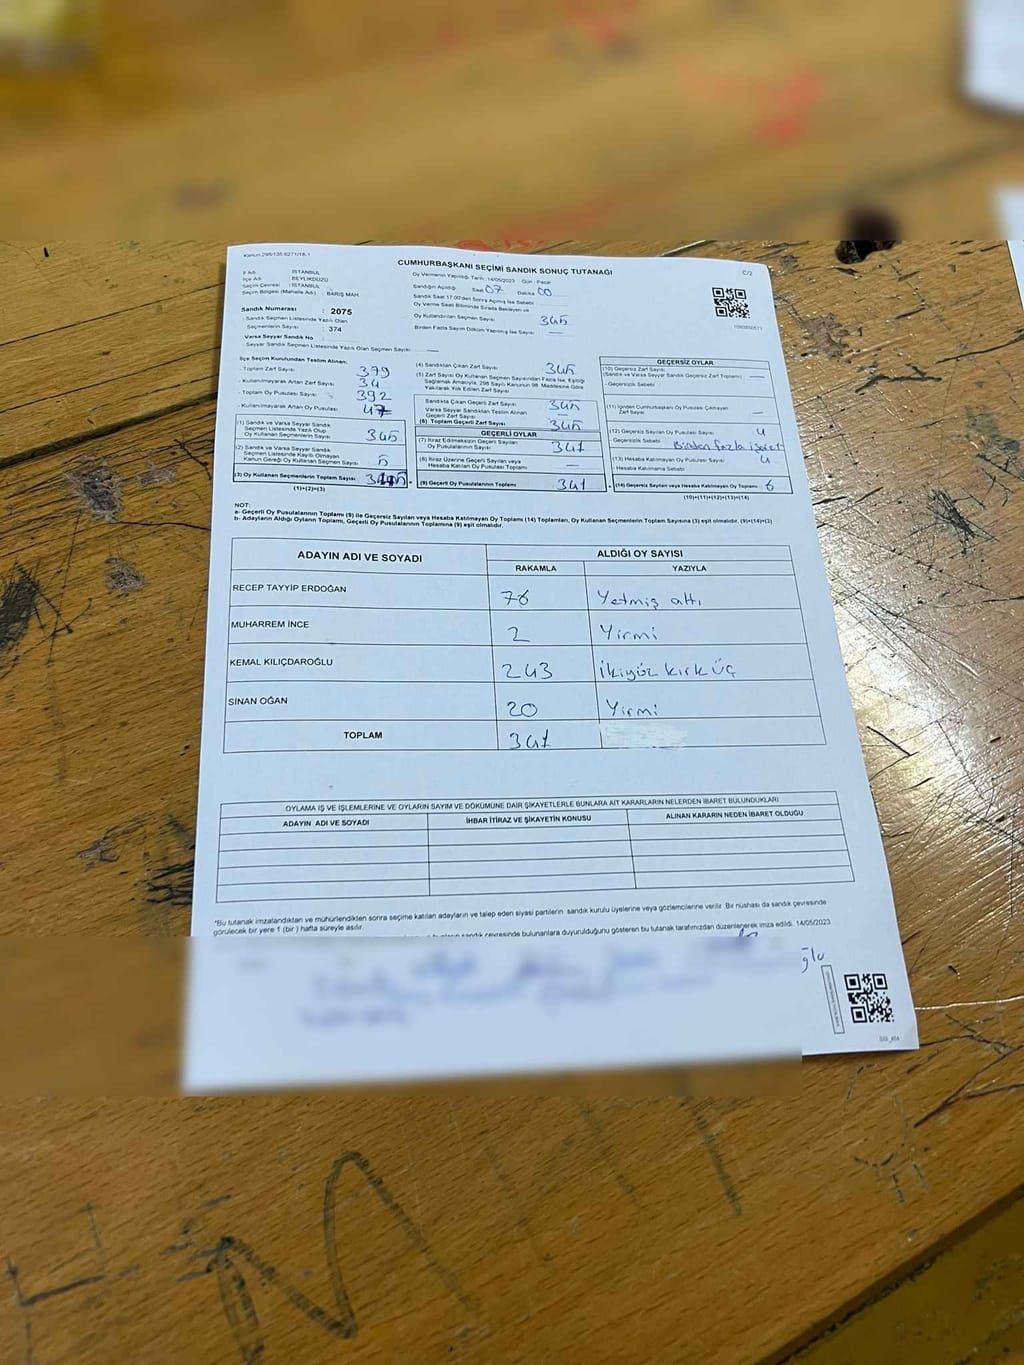 Kanun:298/105.6271/18.1
CUMHURBAŞKANI SEÇİMİ SANDIK SONUÇ TUTANAĞI
C/2
İl Adı : İSTANBUL
İlçe Adı : BEYLİKDÜZÜ
Seçim Çevresi : İSTANBUL
Seçim Bölgesi (Mahalle Adı) : BARIŞ MAH.
Oy Vermenin Yapıldığı Tarih: 14/05/2023 Gün : Pazar
Sandığın Açıldığı Saat 07 Dakika 00
Sandık Saat 17.00'den Sonra Açılmış İse Sebebi
Oy Verme Saati Bitiminde Sırada Bekleyen ve
Oy Kullandırılan Seçmen Sayısı 345
Birden Fazla Sayım Döküm Yapılmış İse Sayısı —
Sandık Numarası : 2075
- Sandık Seçmen Listesinde Yazılı Olan
Seçmenlerin Sayısı : 374
Varsa Seyyar Sandık No
- Seyyar Sandık Seçmen Listesinde Yazılı Olan Seçmen Sayısı : —
İlçe Seçim Kurulundan Teslim Alınan;
- Toplam Zarf Sayısı 379
- Kullanılmayarak Artan Zarf Sayısı 34
- Toplam Oy Pusulası Sayısı 392
- Kullanılmayarak Artan Oy Pusulası 47
(1) Sandık ve Varsa Seyyar Sandık
Seçmen Listesinde Yazılı Olup
Oy Kullanan Seçmenlerin Sayısı 345
(2) Sandık ve Varsa Seyyar Sandık
Seçmen Listesinde Kayıtlı Olmayan
Kanun Gereği Oy Kullanan Seçmen Sayısı 5
(3) Oy Kullanan Seçmenlerin Toplam Sayısı
(1)+(2)=(3)
(4) Sandıktan Çıkan Zarf Sayısı 345
(5) Zarf Sayısı Oy Kullanan Seçmen Sayısından Fazla İse, Eşitliği
Sağlamak Amacıyla, 298 Sayılı Kanunun 98. Maddesine Göre
Yakılarak Yok Edilen Zarf Sayısı
Sandıkta Çıkan Geçerli Zarf Sayısı 345
Varsa Seyyar Sandıktan Teslim Alınan
Geçerli Zarf Sayısı —
(6) Toplam Geçerli Zarf Sayısı 345
GEÇERLİ OYLAR
(7) İtiraz Edilmeksizin Geçerli Sayılan
Oy Pusulalarının Sayısı 341
(8) İtiraz Üzerine Geçerli Sayılan veya
Hesaba Katılan Oy Pusulası Toplamı —
(9) Geçerli Oy Pusulalarının Toplamı 341
GEÇERSİZ OYLAR
(10) Geçersiz Zarf Sayısı
(Sandık ve Varsa Seyyar Sandık Geçersiz Zarf Toplamı) —
- Geçersizlik Sebebi
(11) İçinden Cumhurbaşkanı Oy Pusulası Çıkmayan
Zarf Sayısı —
(12) Geçersiz Sayılan Oy Pusulası Sayısı 4
- Geçersizlik Sebebi Birden fazla işaret
(13) Hesaba Katılmayan Oy Pusulası Sayısı 4
Hesaba Katılmama Sebebi
(14) Geçersiz Sayılan veya Hesaba Katılmayan Oy Toplamı
(10)+(11)+(12)+(13)=(14)
NOT:
a- Geçerli Oy Pusulalarının Toplamı (9) ile Geçersiz Sayılan veya Hesaba Katılmayan Oy Toplamı (14) Toplamları, Oy Kullanan Seçmenlerin Toplam Sayısına (3) eşit olmalıdır. (9)+(14)=(3)
b- Adayların Aldığı Oyların Toplamı, Geçerli Oy Pusulalarının Toplamına (9) eşit olmalıdır.
ADAYIN ADI VE SOYADI ALDIĞI OY SAYISI
RAKAMLA YAZIYLA
RECEP TAYYİP ERDOĞAN 76 Yetmiş altı
MUHARREM İNCE 2 Yirmi
KEMAL KILIÇDAROĞLU 243 İkiyüz kırk üç
SİNAN OĞAN 20 Yirmi
TOPLAM 341
OYLAMA İŞ VE İŞLEMLERİNE VE OYLARIN SAYIM VE DÖKÜMÜNE DAİR ŞİKAYETLERLE BUNLARA AİT KARARLARIN NELERDEN İBARET BULUNDUKLARI
ADAYIN ADI VE SOYADI İHBAR İTİRAZ VE ŞİKAYETİN KONUSU ALINAN KARARIN NEDEN İBARET OLDUĞU
*Bu tutanak imzalandıktan ve mühürlendikten sonra seçime katılan adayların ve talep eden siyasi partilerin sandık kurulu üyelerine veya gözlemcilerine verilir. Bir nüshası da sandık çevresinde
görülecek bir yere 1 (bir) hafta süreyle asılır.
sandık çevresinde bulunanlara duyurulduğunu gösteren bu tutanak tarafımızdan düzenlenerek imza edildi. 14/05/2023
ğlu